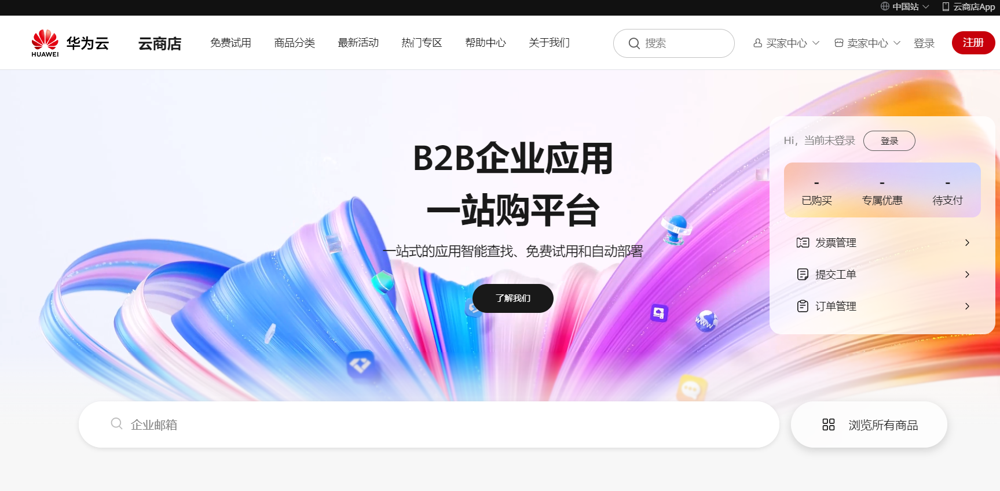 中国站
云商店App
HUAWEI
华为云
云商店
免费试用
商品分类
最新活动
热门专区
帮助中心
关于我们
搜索
买家中心
卖家中心
登录
注册
B2B企业应用
一站购平台
一站式的应用智能查找、免费试用和自动部署
了解我们
Hi，当前未登录
登录
- - -
已购买
专属优惠
待支付
发票管理
提交工单
订单管理
www
企业邮箱
浏览所有商品